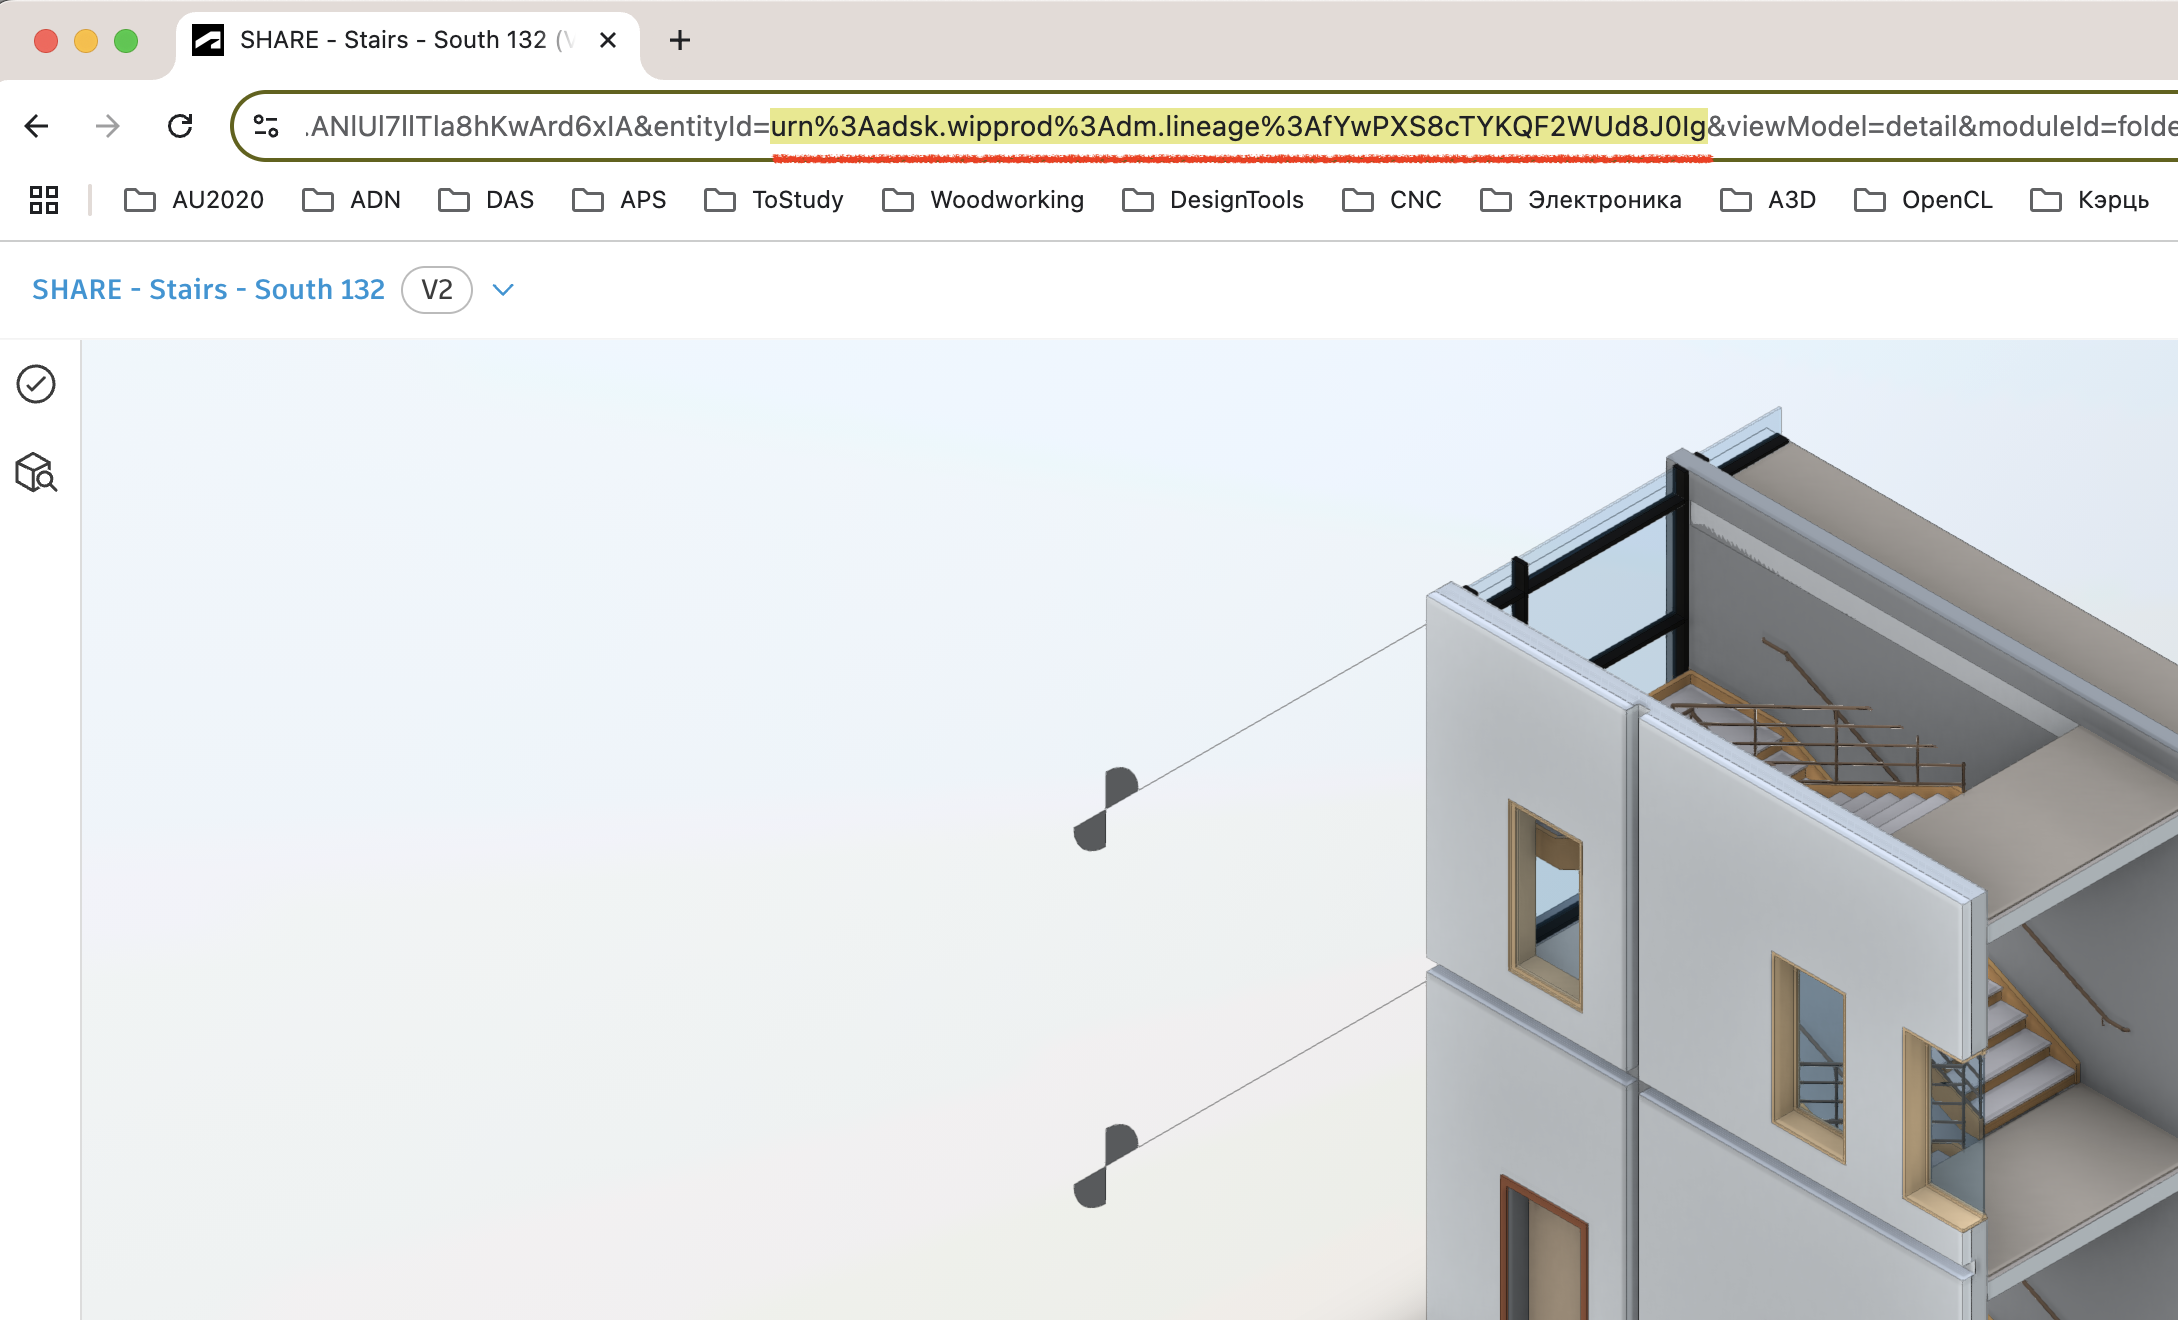 SHARE - Stairs - South 132 (V
.ANlUl7llTla8hKwArd6xIA&entityId=urn%3Aadsk.wipprod%3Adm.lineage%3AfYwPXS8cTYKQF2WUd8J0Ig&viewModel=detail&moduleId=folde
AU2020 ADN DAS APS ToStudy Woodworking DesignTools CNC Электроника A3D OpenCL Кэрць
SHARE - Stairs - South 132 V2